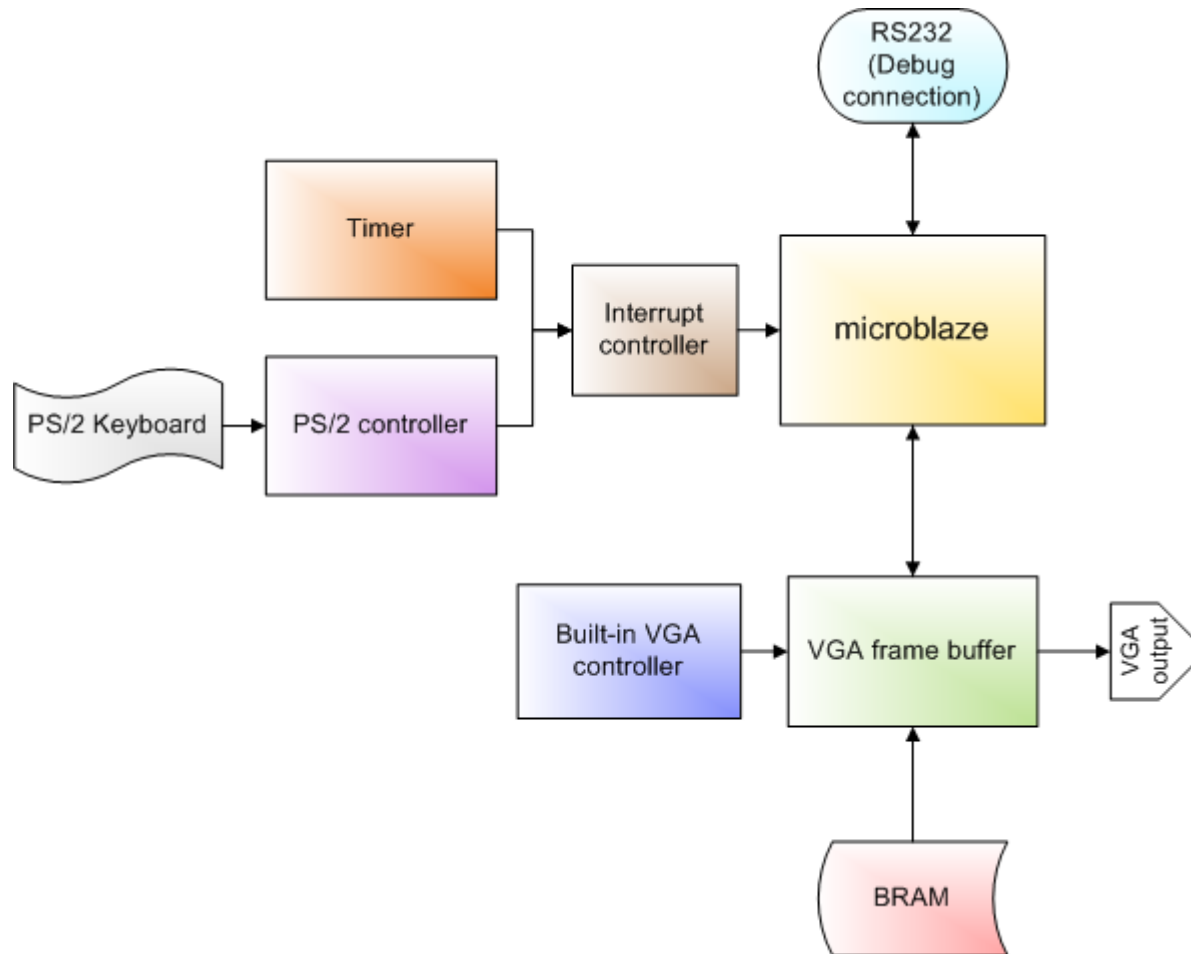 RS232
(Debug
connection)
Timer
Interrupt
controller
microblaze
PS/2 Keyboard
PS/2 controller
Built-in VGA
controller
VGA frame buffer
VGA
output
BRAM